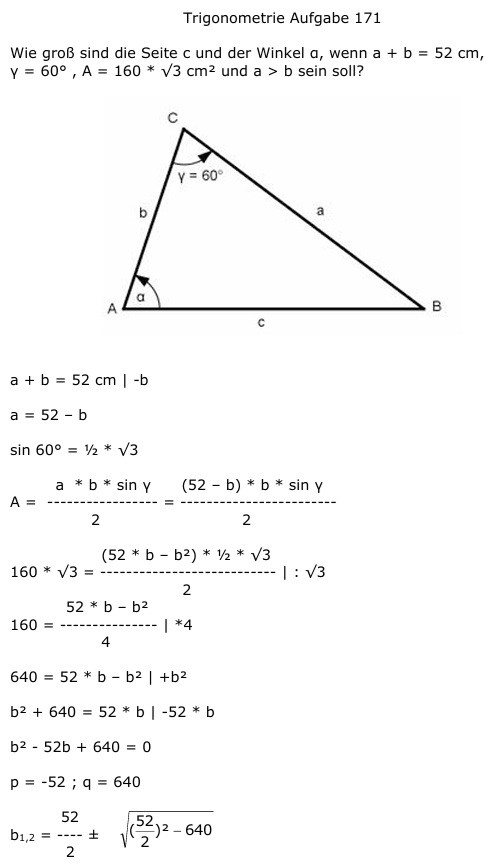 Trigonometrie Aufgabe 171
Wie groß sind die Seite c und der Winkel α, wenn a + b = 52 cm,
γ = 60° , A = 160 * √3 cm² und a > b sein soll?
C
γ = 60°
b
a
α
A
B
c
a + b = 52 cm | -b
a = 52 – b
sin 60° = ½ * √3
a * b * sin γ (52 – b) * b * sin γ
A = ----------------- = ------------------------
2 2
(52 * b – b²) * ½ * √3
160 * √3 = --------------------------- | : √3
2
52 * b – b²
160 = --------------- | *4
4
640 = 52 * b – b² | +b²
b² + 640 = 52 * b | -52 * b
b² - 52b + 640 = 0
p = -52 ; q = 640
52 52
b1,2 = ---- ± √(--)² – 640
2 2